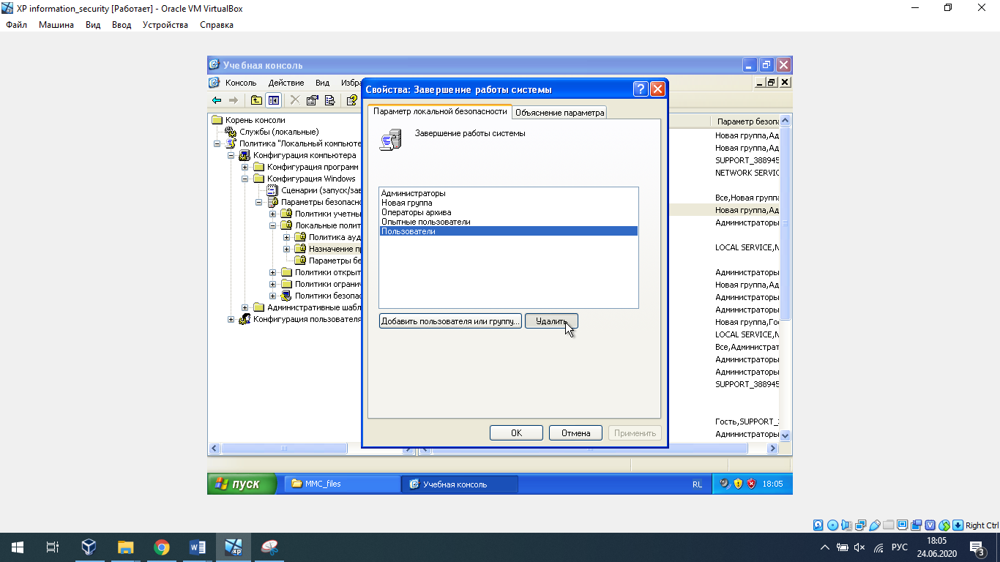 XP information_security [Работает] - Oracle VM VirtualBox
Файл Машина Вид Ввод Устройства Справка
Учебная консоль
Консоль Действие Вид Избра
Корень консоли
Службы (локальные)
Политика "Локальный компьюте
Конфигурация компьютера
Конфигурация программ
Конфигурация Windows
Сценарии (запуск/зав
Параметры безопасно
Политики учетны
Локальные полит
Политика ауд
Назначение пр
Параметры бе
Политики открыт
Политики ограни
Политики безопас
Административные шабл
Конфигурация пользователя
Свойства: Завершение работы системы
Параметр локальной безопасности
Объяснение параметра
Завершение работы системы
Администраторы
Новая группа
Операторы архива
Опытные пользователи
Пользователи
Добавить пользователя или группу...
Удалить
ОК
Отмена
Применить
Параметр безопа
Новая группа,Ад
Новая группа,Ад
SUPPORT_388945
NETWORK SERVIC
Все,Новая группа
Новая группа,Ад
Администраторы
LOCAL SERVICE,N
Администраторы
Новая группа,Ад
Администраторы
Администраторы
Новая группа,Го
LOCAL SERVICE,N
Все,Администрат
Администраторы
Администраторы
SUPPORT_388945
Гость,SUPPORT_3
Администраторы
пуск
MMC_files
Учебная консоль
RL
18:05
Right Ctrl
РУС
18:05
24.06.2020
3